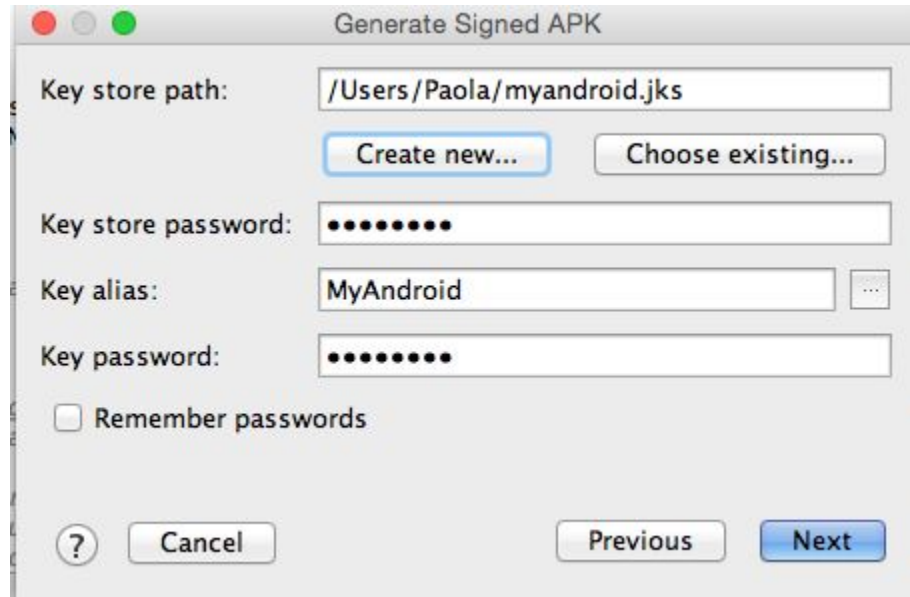 Generate Signed APK
Key store path: /Users/Paola/myandroid.jks
Create new... Choose existing...
Key store password: ••••••••
Key alias: MyAndroid ...
Key password: ••••••••
Remember passwords
? Cancel Previous Next